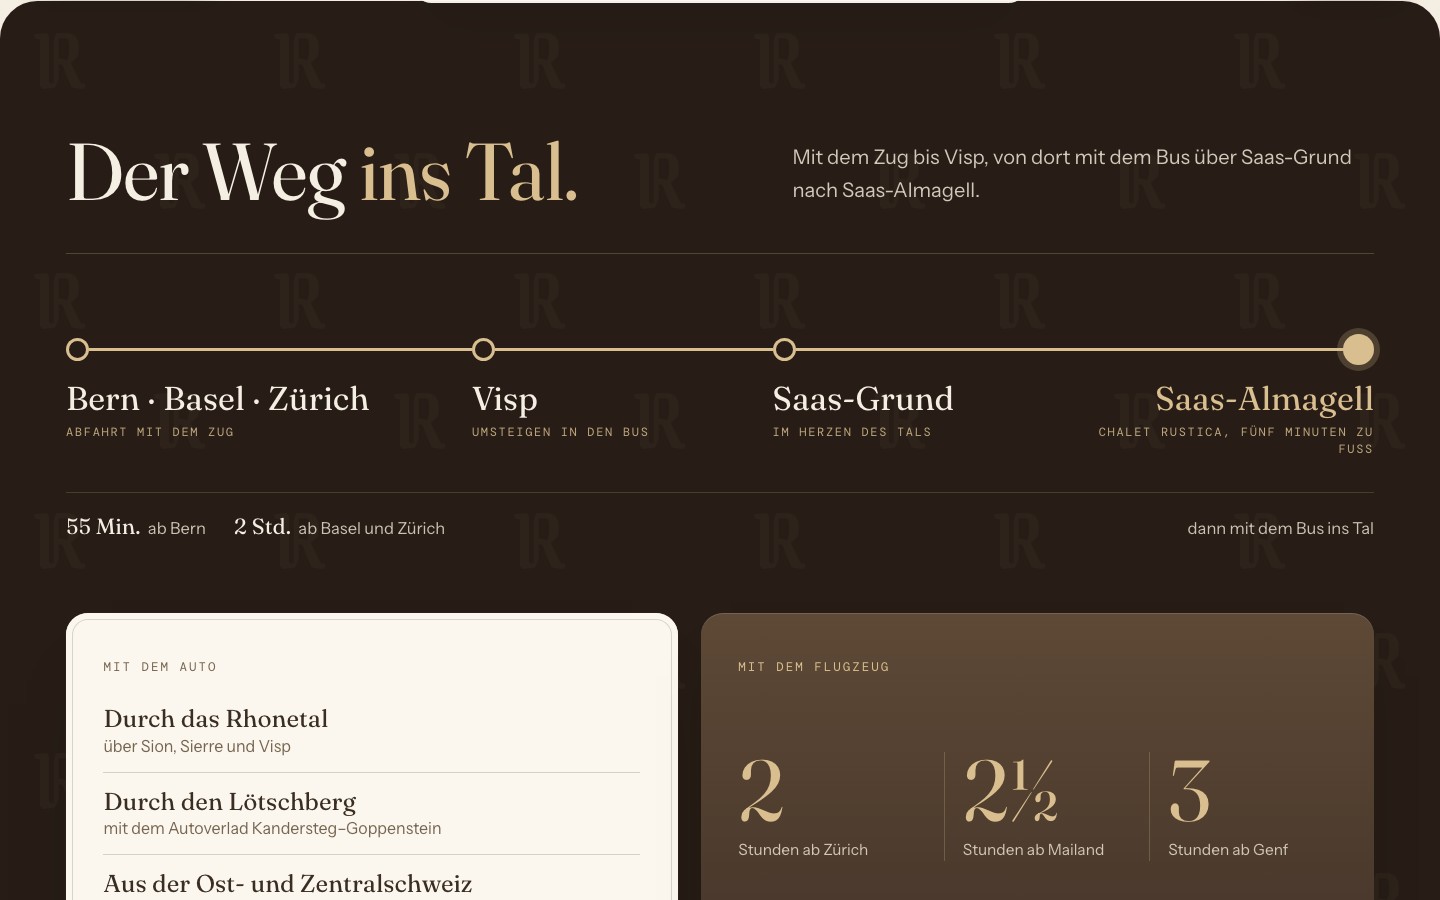 Der Weg ins Tal.
Mit dem Zug bis Visp, von dort mit dem Bus über Saas-Grund
nach Saas-Almagell.
Bern · Basel · Zürich
ABFAHRT MIT DEM ZUG
Visp
UMSTEIGEN IN DEN BUS
Saas-Grund
IM HERZEN DES TALS
Saas-Almagell
CHALET RUSTICA, FÜNF MINUTEN ZU
FUSS
55 Min. ab Bern 2 Std. ab Basel und Zürich
dann mit dem Bus ins Tal
MIT DEM AUTO
Durch das Rhonetal
über Sion, Sierre und Visp
Durch den Lötschberg
mit dem Autoverlad Kandersteg–Goppenstein
Aus der Ost- und Zentralschweiz
MIT DEM FLUGZEUG
2
Stunden ab Zürich
2½
Stunden ab Mailand
3
Stunden ab Genf